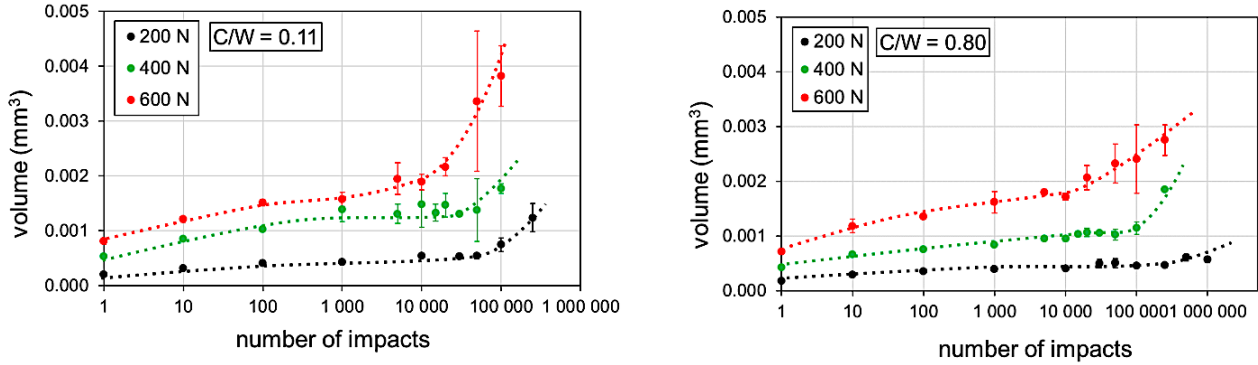 0.005
0.004
0.003
0.002
0.001
0.000
volume (mm³)
200 N
400 N
600 N
C/W = 0.11
1 10 100 1 000 10 000 100 000 1 000 000
number of impacts
0.005
0.005
0.003
0.002
0.001
0.000
volume (mm³)
200 N
400 N
600 N
C/W = 0.80
1 10 100 1 000 10 000 100 0001 000 000
number of impacts